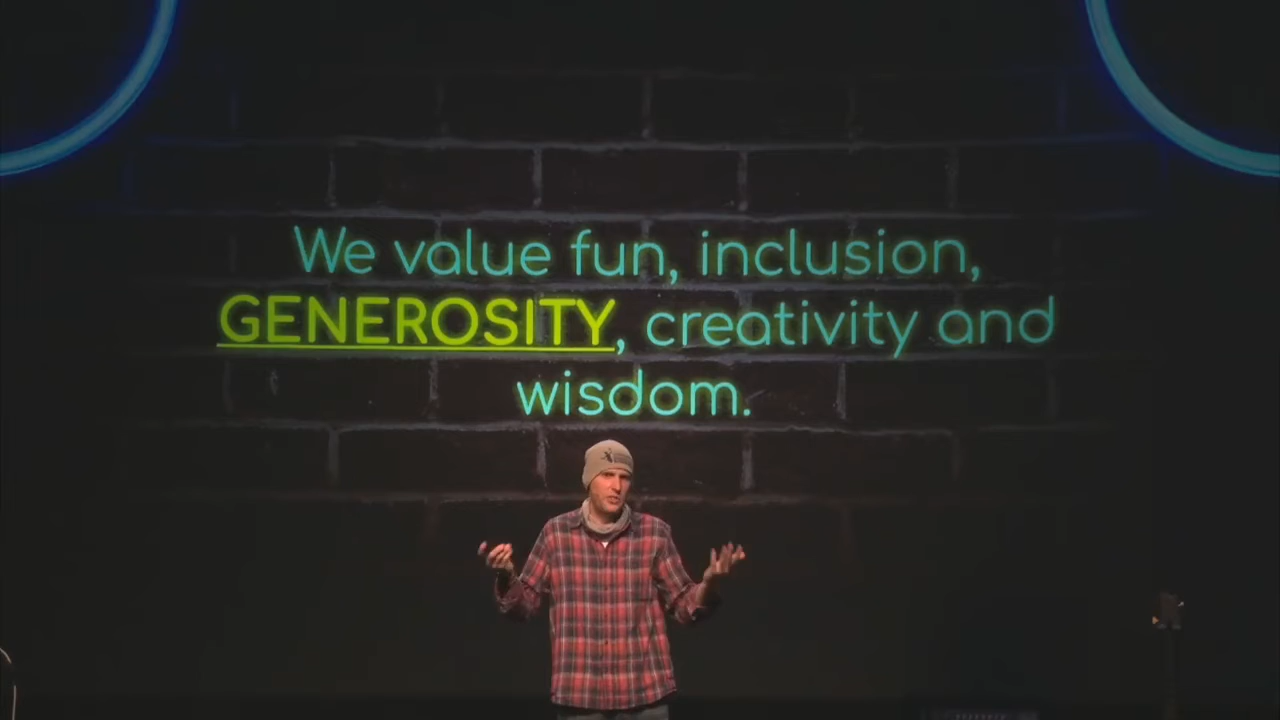 We value fun, inclusion,
GENEROSITY, creativity and
wisdom.